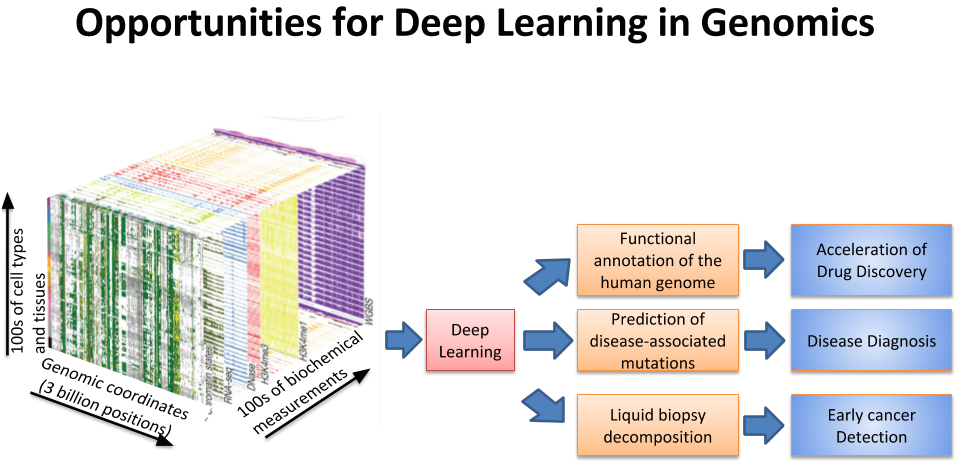 Opportunities for Deep Learning in Genomics
100s of cell types
and tissues
Genomic coordinates
(3 billion positions)
100s of biochemical
measurements
RNA-seq
DNase
H3K4me3
H3K4me1
WGBS
Deep
Learning
Functional
annotation of the
human genome
Acceleration of
Drug Discovery
Prediction of
disease-associated
mutations
Disease Diagnosis
Liquid biopsy
decomposition
Early cancer
Detection